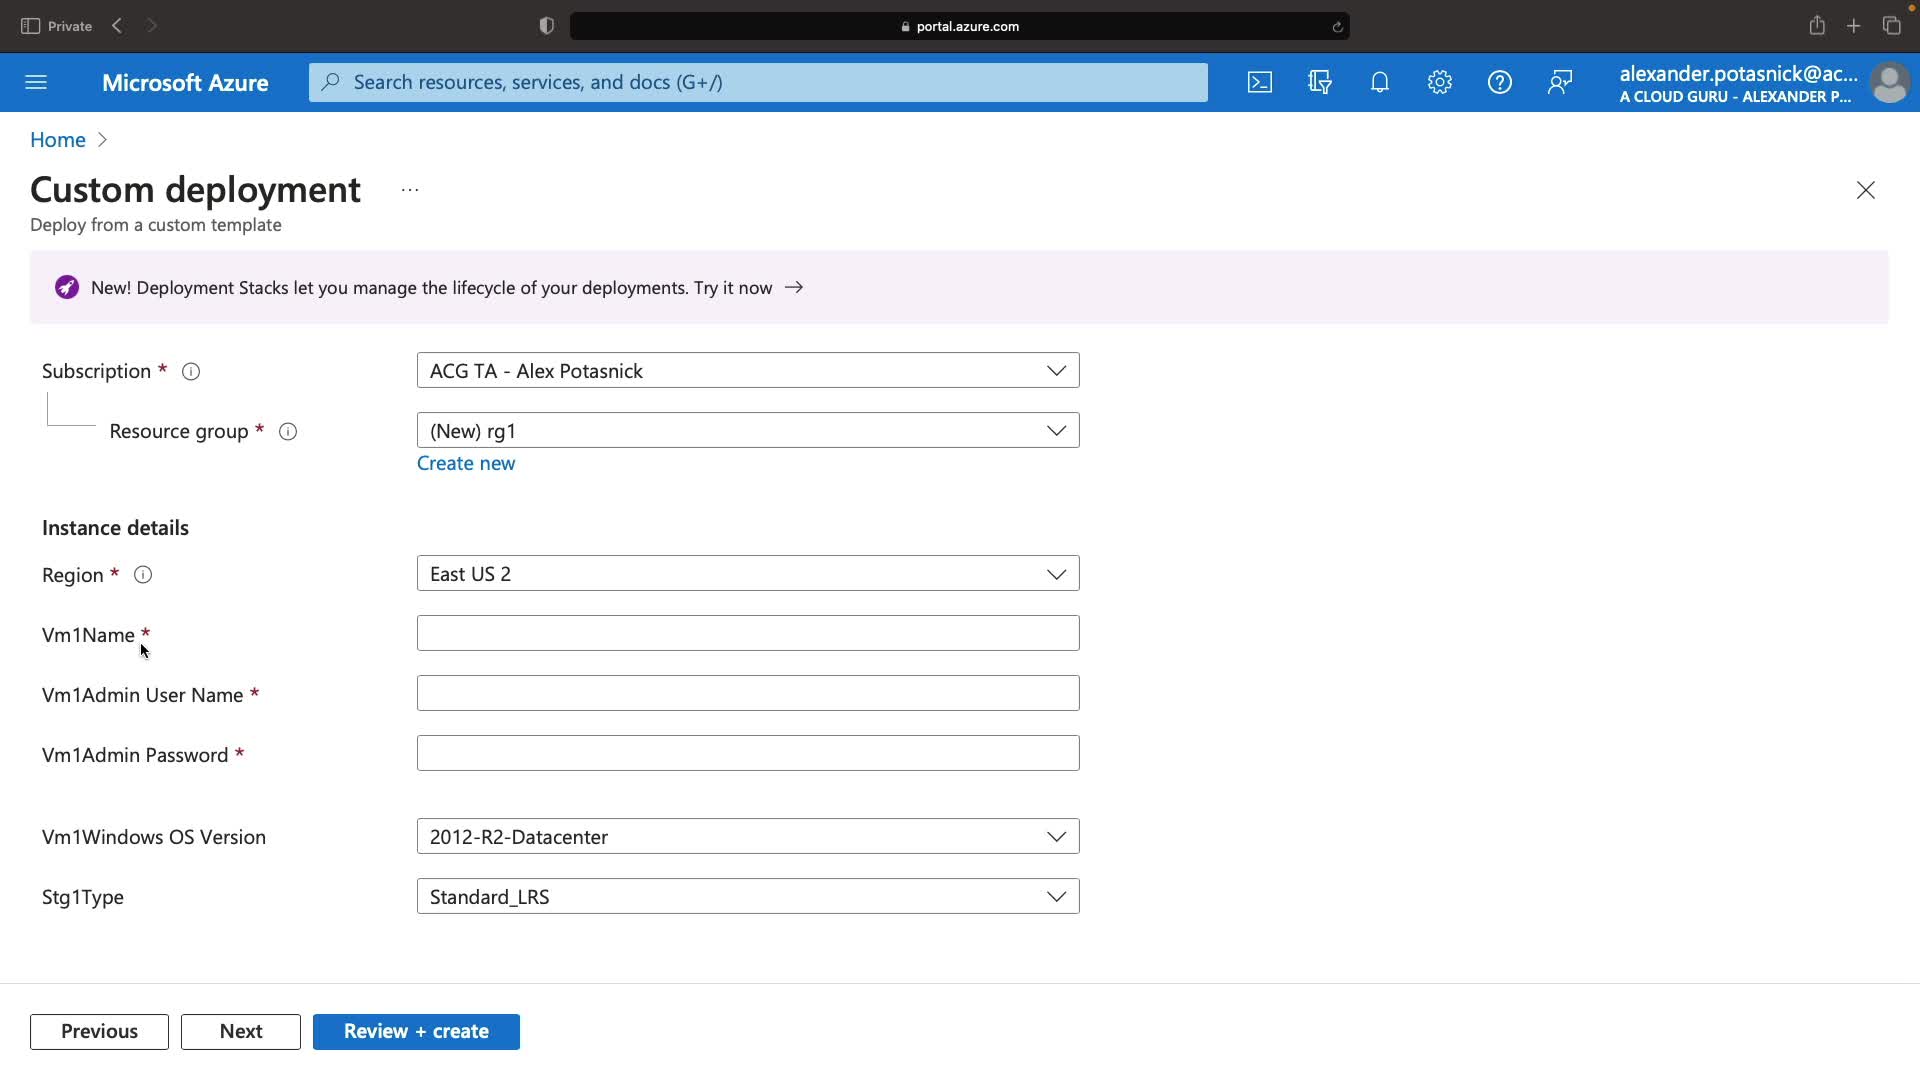 Private
portal.azure.com
Microsoft Azure
Search resources, services, and docs (G+/)
alexander.potasnick@ac...
A CLOUD GURU - ALEXANDER P...
Home
Custom deployment
...
Deploy from a custom template
New! Deployment Stacks let you manage the lifecycle of your deployments. Try it now →
Subscription *
ACG TA - Alex Potasnick
Resource group *
(New) rg1
Create new
Instance details
Region *
East US 2
Vm1Name *
Vm1Admin User Name *
Vm1Admin Password *
Vm1Windows OS Version
2012-R2-Datacenter
Stg1Type
Standard_LRS
Previous
Next
Review + create